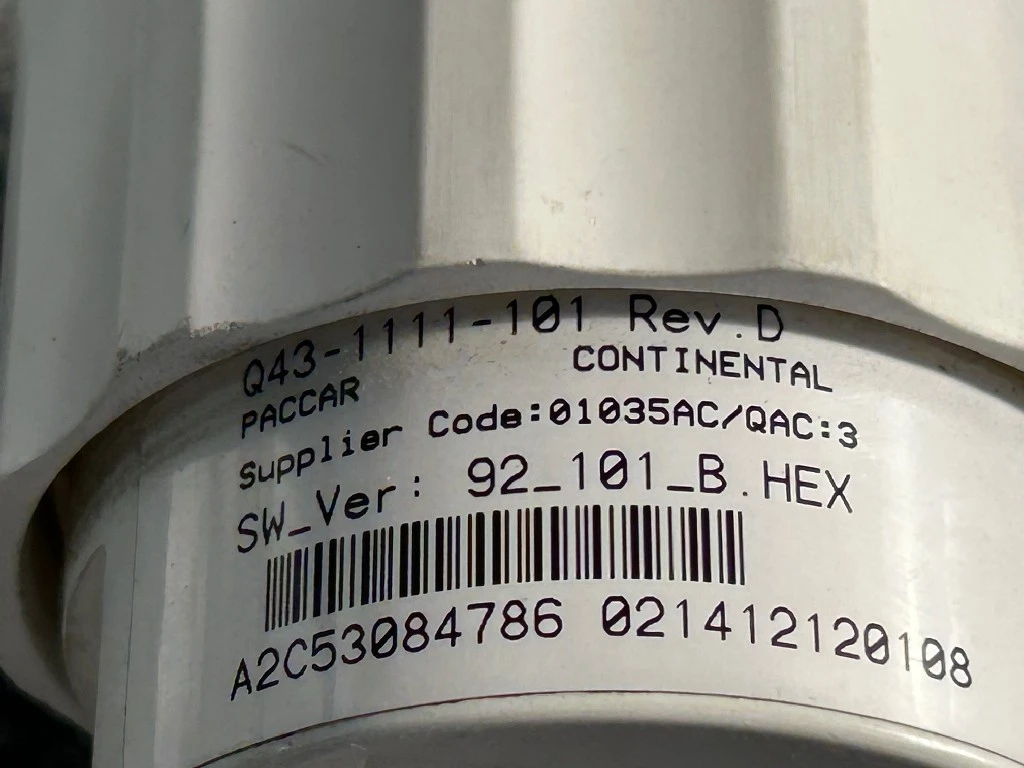 Q43-1111-101 Rev.D
PACCAR CONTINENTAL
Supplier Code:01035AC/QAC:3
SW_Ver: 92_101_B.HEX
A2C53084786 021412120108